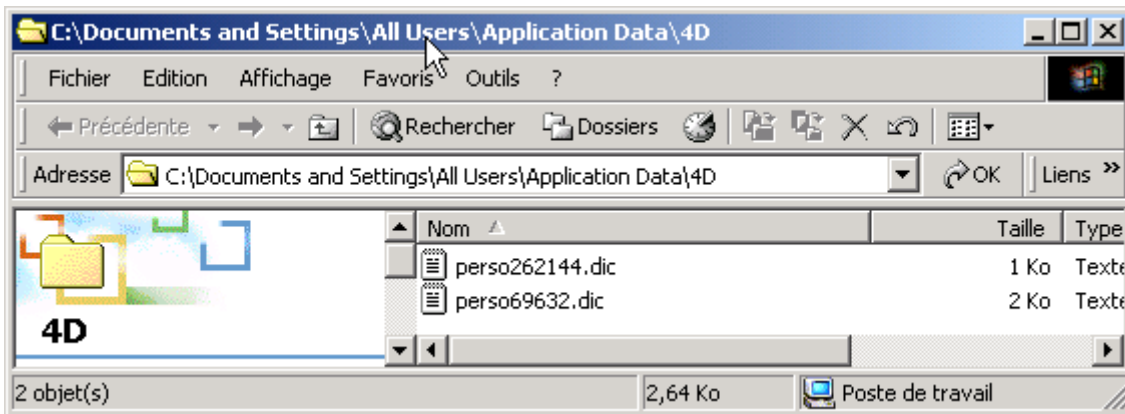 C:\Documents and Settings\All Users\Application Data\4D
Fichier Edition Affichage Favoris Outils ?
Précédente Rechercher Dossiers
Adresse C:\Documents and Settings\All Users\Application Data\4D OK Liens »
Nom Taille Type
perso262144.dic 1 Ko Texte
perso69632.dic 2 Ko Texte
4D
2 objet(s) 2,64 Ko Poste de travail